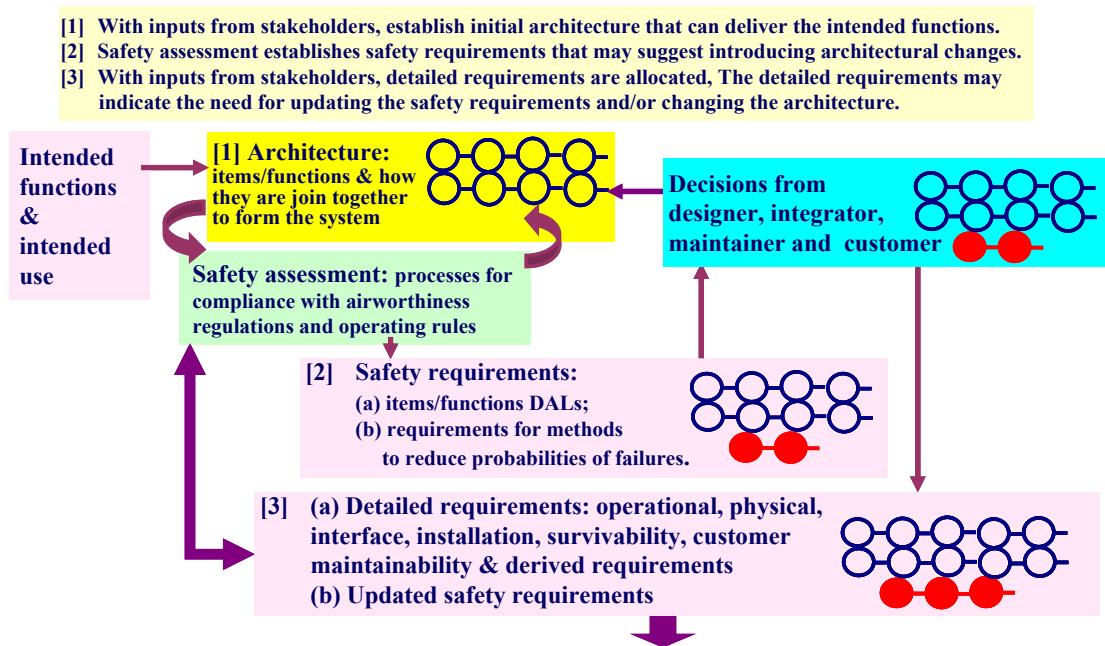 [1] With inputs from stakeholders, establish initial architecture that can deliver the intended functions.
[2] Safety assessment establishes safety requirements that may suggest introducing architectural changes.
[3] With inputs from stakeholders, detailed requirements are allocated, The detailed requirements may
indicate the need for updating the safety requirements and/or changing the architecture.
Intended
functions
&
intended
use
[1] Architecture:
items/functions & how
they are join together
to form the system
Decisions from
designer, integrator,
maintainer and customer
Safety assessment: processes for
compliance with airworthiness
regulations and operating rules
[2] Safety requirements:
(a) items/functions DALs;
(b) requirements for methods
to reduce probabilities of failures.
[3] (a) Detailed requirements: operational, physical,
interface, installation, survivability, customer
maintainability & derived requirements
(b) Updated safety requirements